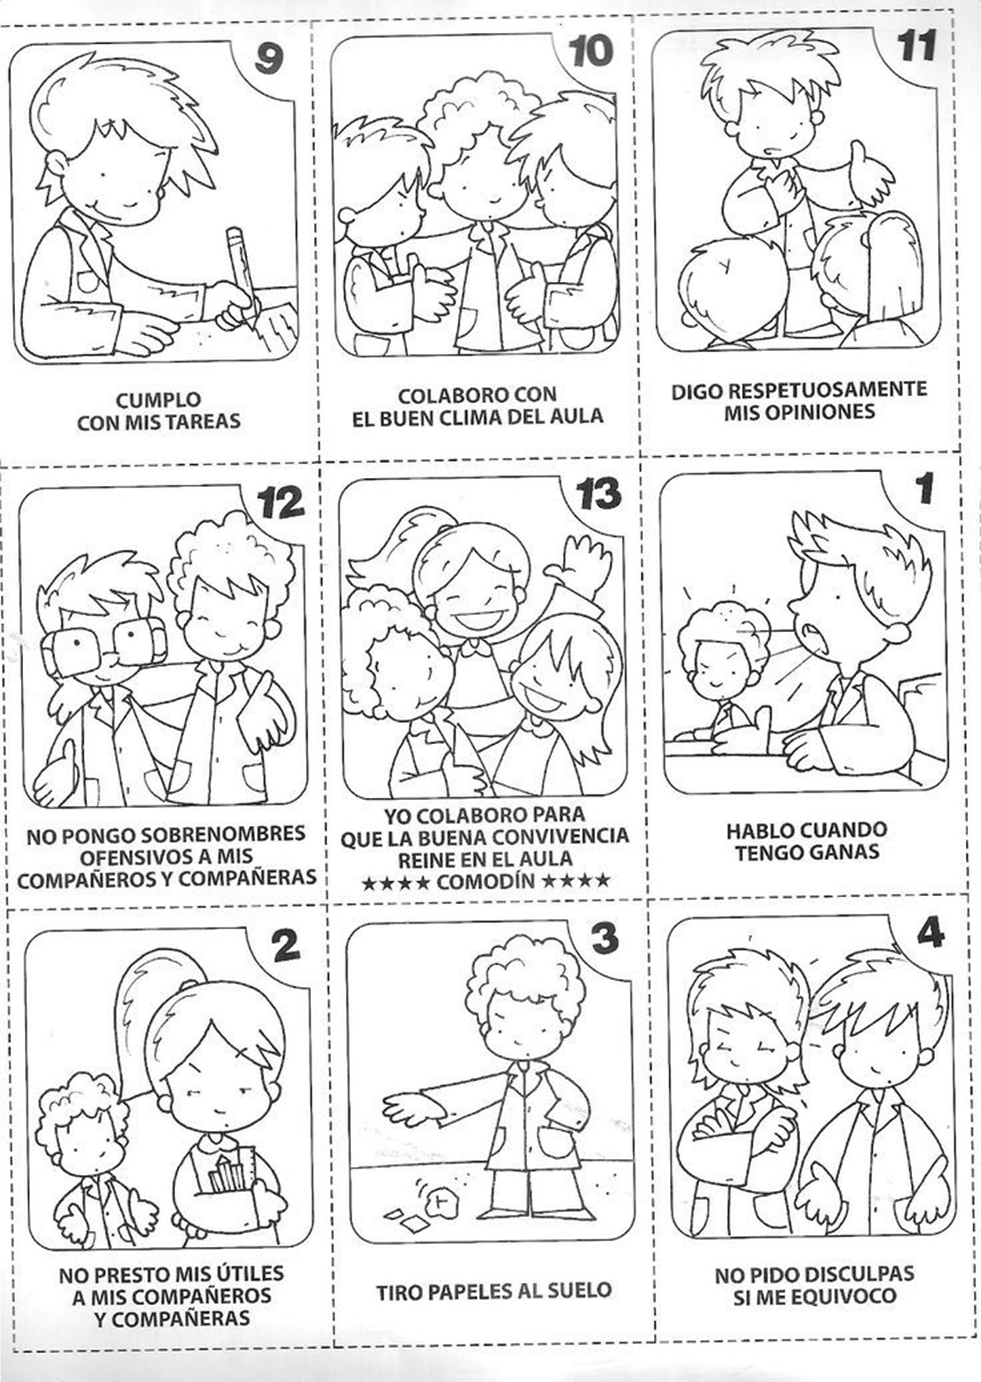 9
CUMPLO
CON MIS TAREAS
10
COLABORO CON
EL BUEN CLIMA DEL AULA
11
DIGO RESPETUOSAMENTE
MIS OPINIONES
12
NO PONGO SOBRENOMBRES
OFENSIVOS A MIS
COMPAÑEROS Y COMPAÑERAS
13
YO COLABORO PARA
QUE LA BUENA CONVIVENCIA
REINE EN EL AULA
★★★★ COMODÍN ★★★★
1
HABLO CUANDO
TENGO GANAS
2
NO PRESTO MIS ÚTILES
A MIS COMPAÑEROS
Y COMPAÑERAS
3
TIRO PAPELES AL SUELO
4
NO PIDO DISCULPAS
SI ME EQUIVOCO